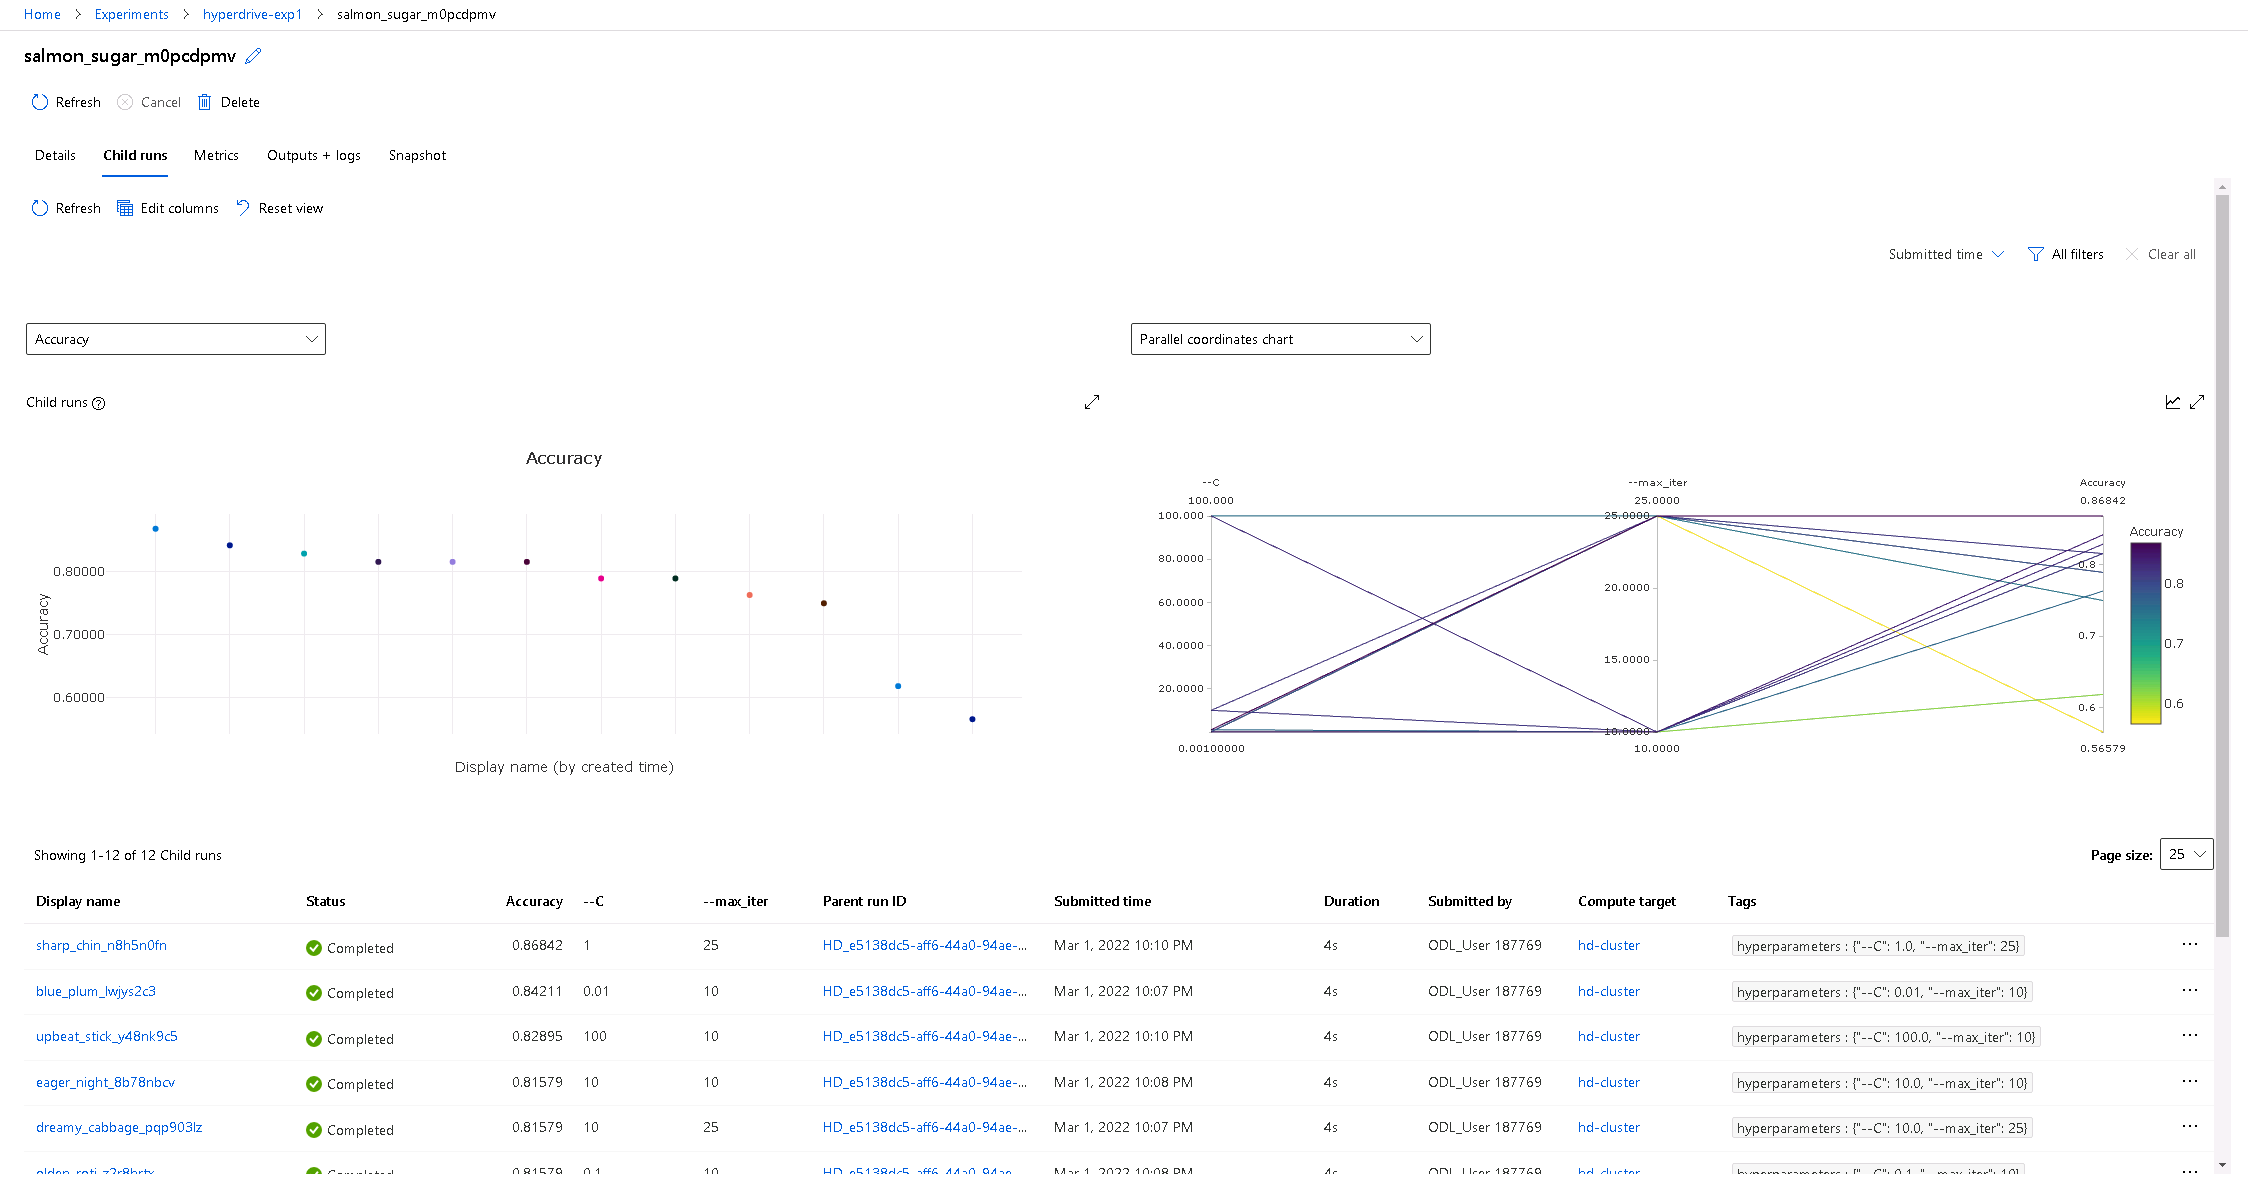 Home > Experiments > hyperdrive-exp1 > salmon_sugar_m0pcdpmv
salmon_sugar_m0pcdpmv
Refresh Cancel Delete
Details Child runs Metrics Outputs + logs Snapshot
Refresh Edit columns Reset view
Submitted time All filters Clear all
Accuracy
Parallel coordinates chart
Child runs
Accuracy
0.80000
0.70000
0.60000
Accuracy
Display name (by created time)
--C --max_iter Accuracy
100.000 25.0000 0.86842
100.000
80.0000
60.0000
40.0000
20.0000
0.00100000
25.0000
20.0000
15.0000
10.0000
10.0000
0.8
0.7
0.6
0.56579
Accuracy
0.8
0.7
0.6
Showing 1-12 of 12 Child runs
Page size: 25
Display name Status Accuracy --C --max_iter Parent run ID Submitted time Duration Submitted by Compute target Tags
sharp_chin_n8h5n0fn Completed 0.86842 1 25 HD_e5138dc5-aff6-44a0-94ae-... Mar 1, 2022 10:10 PM 4s ODL_User 187769 hd-cluster hyperparameters : {"--C": 1.0, "--max_iter": 25} ...
blue_plum_lwjys2c3 Completed 0.84211 0.01 10 HD_e5138dc5-aff6-44a0-94ae-... Mar 1, 2022 10:07 PM 4s ODL_User 187769 hd-cluster hyperparameters : {"--C": 0.01, "--max_iter": 10} ...
upbeat_stick_y48nk9c5 Completed 0.82895 100 10 HD_e5138dc5-aff6-44a0-94ae-... Mar 1, 2022 10:10 PM 4s ODL_User 187769 hd-cluster hyperparameters : {"--C": 100.0, "--max_iter": 10} ...
eager_night_8b78nbcv Completed 0.81579 10 10 HD_e5138dc5-aff6-44a0-94ae-... Mar 1, 2022 10:08 PM 4s ODL_User 187769 hd-cluster hyperparameters : {"--C": 10.0, "--max_iter": 10} ...
dreamy_cabbage_pqp903lz Completed 0.81579 10 25 HD_e5138dc5-aff6-44a0-94ae-... Mar 1, 2022 10:07 PM 4s ODL_User 187769 hd-cluster hyperparameters : {"--C": 10.0, "--max_iter": 25} ...
Completed 0.81579 0.1 10 HD_e5138dc5-aff6-44a0-94ae-... Mar 1, 2022 10:08 PM 4s ODL_User 187769 hd-cluster hyperparameters : {"--C": 0.1, "--max_iter": 10} ...